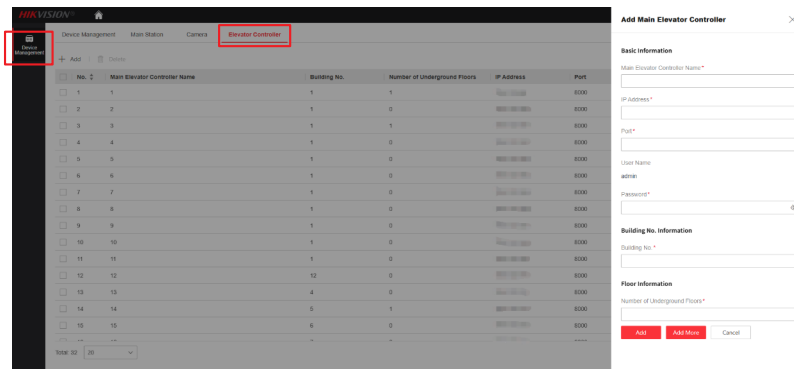 HIKVISION®
Add Main Elevator Controller
Device Management
Device Management Main Station Camera Elevator Controller
Basic Information
+ Add Delete
Main Elevator Controller Name*
No. Main Elevator Controller Name Building No. Number of Underground Floors IP Address Port
1 1 1 1 8000
2 2 1 0 8000
3 3 1 1 8000
4 4 1 0 8000
5 5 1 0 8000
6 6 1 0 8000
7 7 1 0 8000
8 8 1 0 8000
9 9 1 0 8000
10 10 1 0 8000
11 11 1 0 8000
12 12 12 0 8000
13 13 4 0 8000
14 14 5 1 8000
15 15 6 0 8000
Total: 32 20
IP Address*
Port*
User Name
admin
Password*
Building No. Information
Building No. *
Floor Information
Number of Underground Floors*
Add Add More Cancel